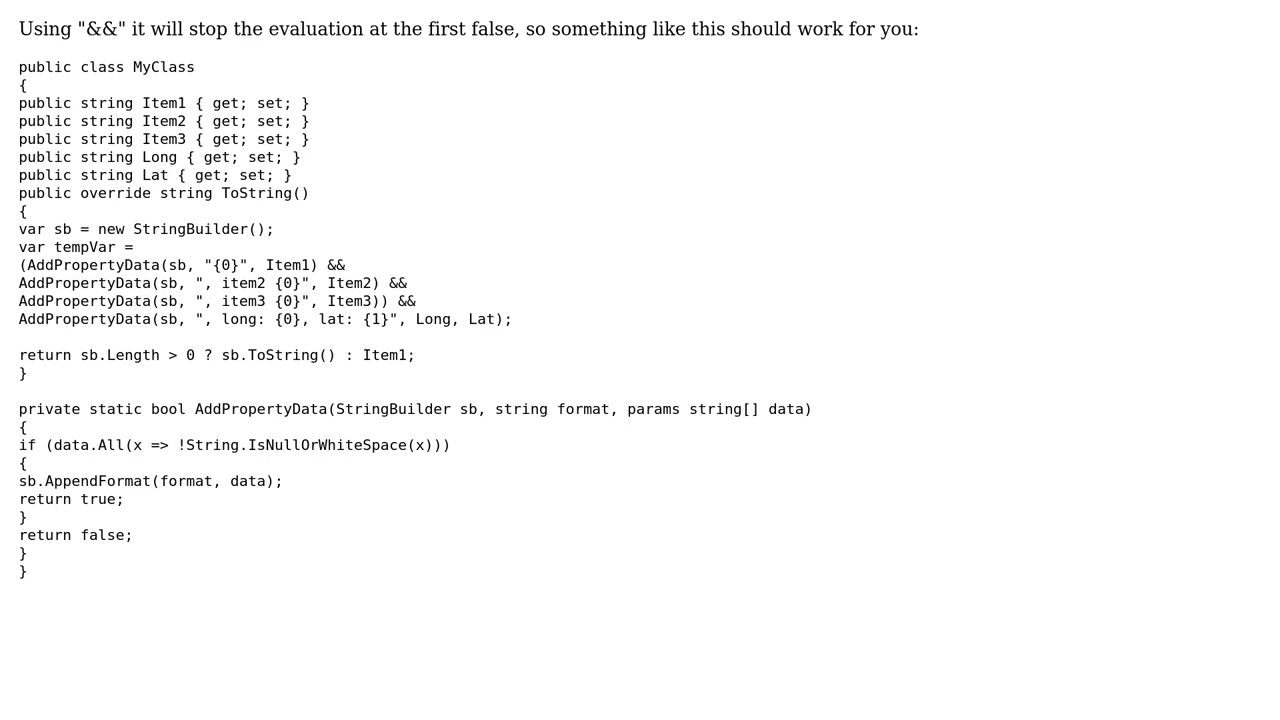 Using "&&" it will stop the evaluation at the first false, so something like this should work for you:
public class MyClass
{
public string Item1 { get; set; }
public string Item2 { get; set; }
public string Item3 { get; set; }
public string Long { get; set; }
public string Lat { get; set; }
public override string ToString()
{
var sb = new StringBuilder();
var tempVar =
(AddPropertyData(sb, "{0}", Item1) &&
AddPropertyData(sb, ", item2 {0}", Item2) &&
AddPropertyData(sb, ", item3 {0}", Item3)) &&
AddPropertyData(sb, ", long: {0}, lat: {1}", Long, Lat);
return sb.Length > 0 ? sb.ToString() : Item1;
}
private static bool AddPropertyData(StringBuilder sb, string format, params string[] data)
{
if (data.All(x => !String.IsNullOrWhiteSpace(x)))
{
sb.AppendFormat(format, data);
return true;
}
return false;
}
}